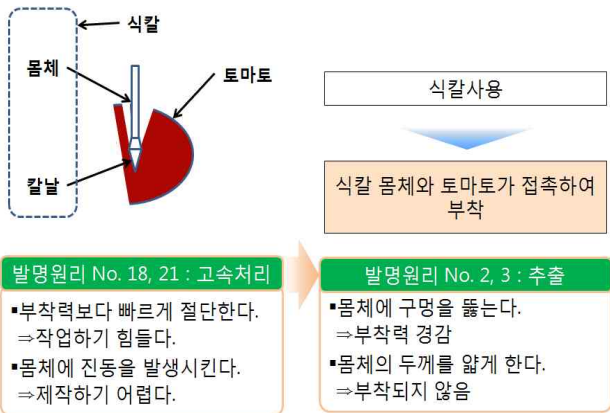 식칼
몸체
토마토
칼날
식칼사용
식칼 몸체와 토마토가 접촉하여
부착
발명원리 No. 18, 21 : 고속처리
▪부착력보다 빠르게 절단한다.
⇒작업하기 힘들다.
▪몸체에 진동을 발생시킨다.
⇒제작하기 어렵다.
발명원리 No. 2, 3 : 추출
▪몸체에 구멍을 뚫는다.
⇒부착력 경감
▪몸체의 두께를 얇게 한다.
⇒부착되지 않음